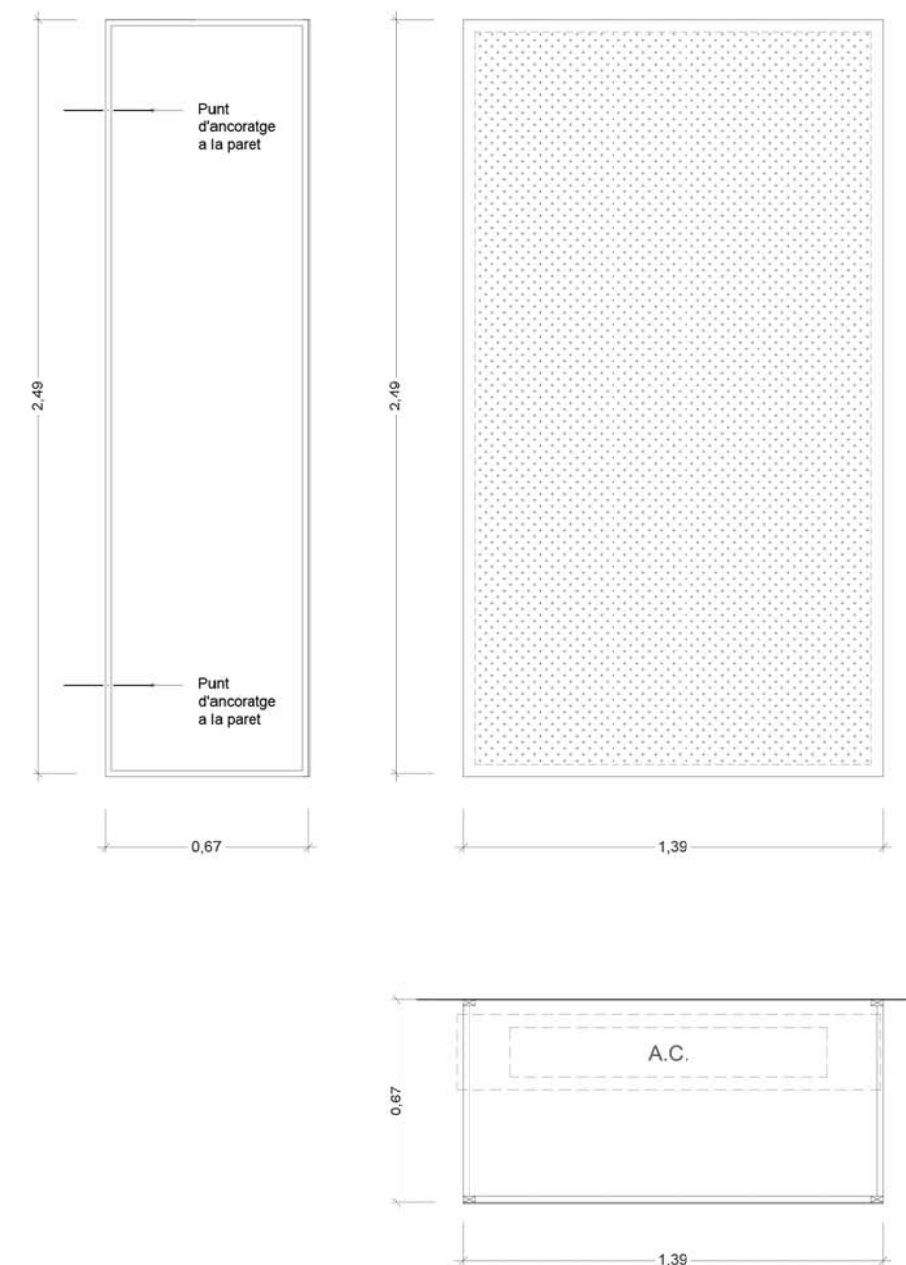 Punt
d'ancoratge
a la paret
2,49
2,49
Punt
d'ancoratge
a la paret
0,67
1,39
A.C.
0,67
1,39